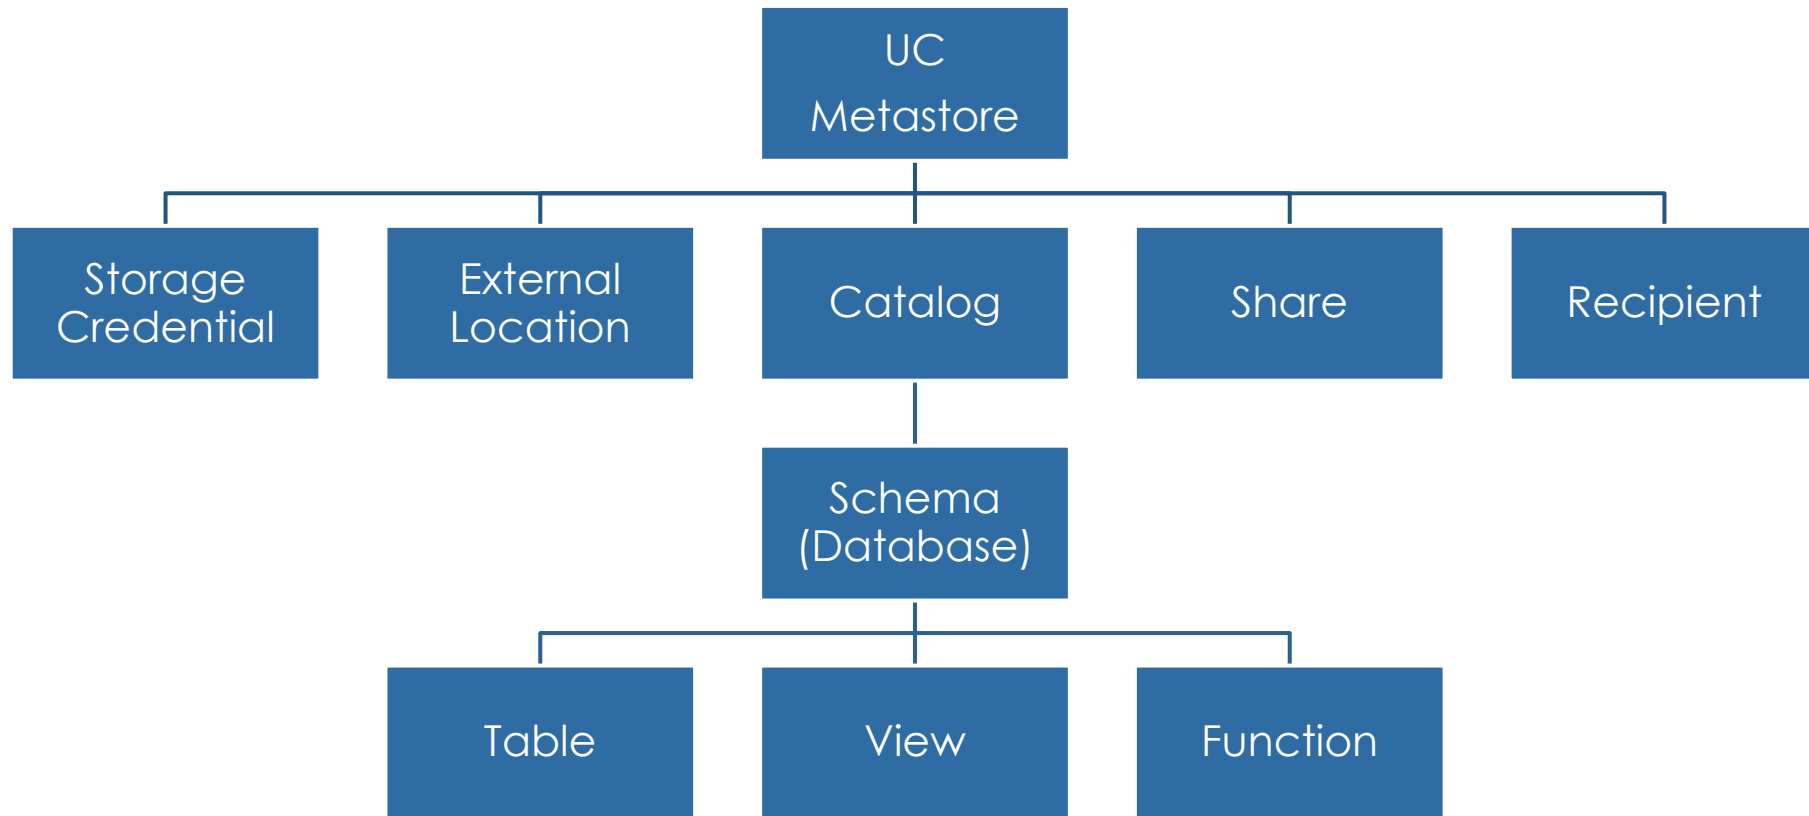 UC
Metastore
Storage
Credential
External
Location
Catalog
Share
Recipient
Schema
(Database)
Table
View
Function